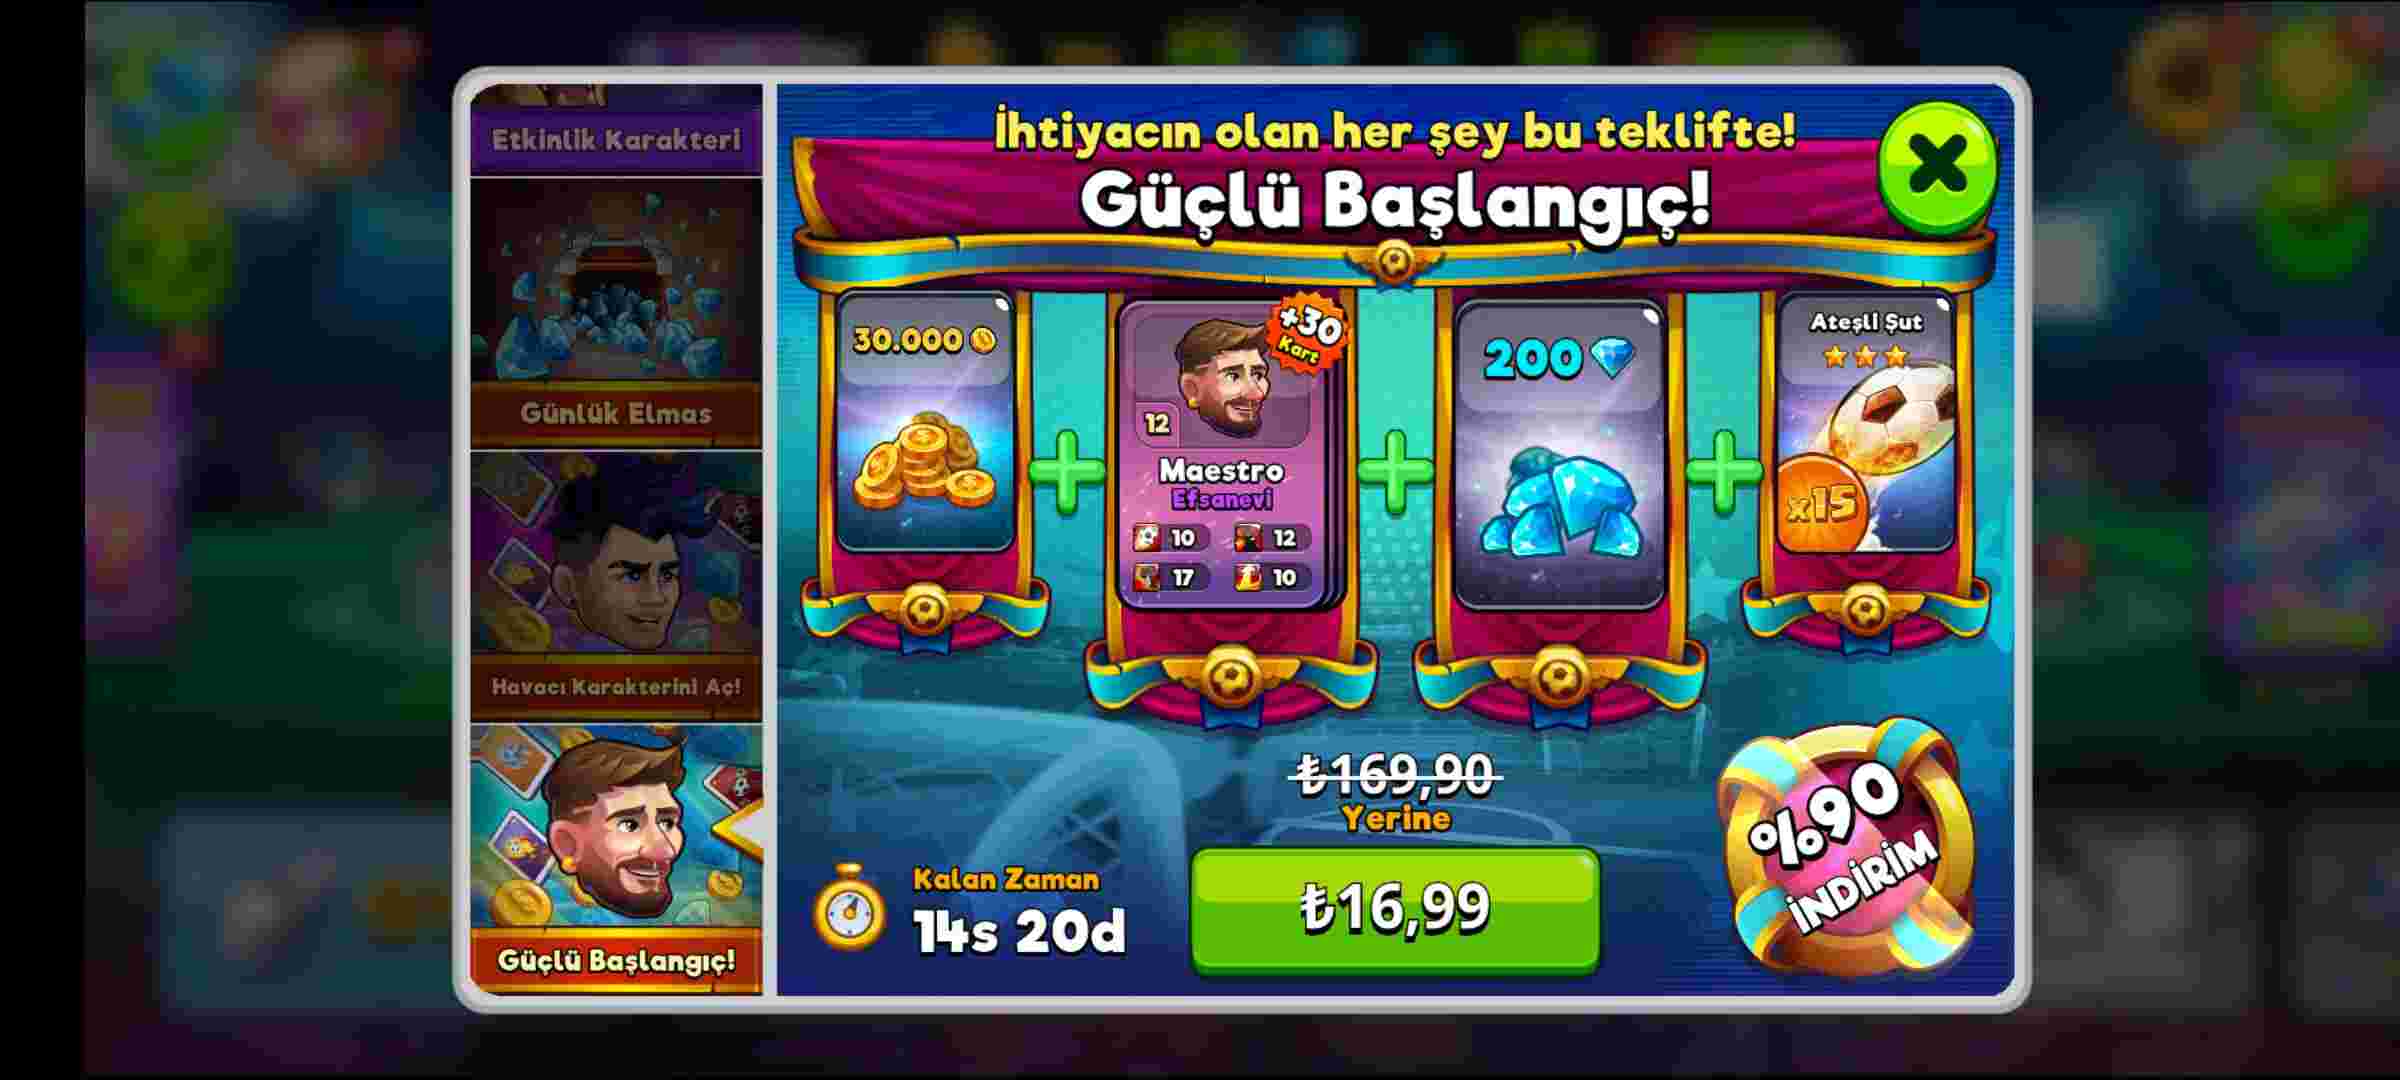 Etkinlik Karakteri
Günlük Elmas
Havacı Karakterini Aç!
Güçlü Başlangıç!
İhtiyacın olan her şey bu teklifte!
Güçlü Başlangıç!
30.000
+30
Kart
12
Maestro
Efsanevi
10 12
17 10
200
Ateşli Şut
x15
₺169,90
Yerine
₺16,99
Kalan Zaman
14s 20d
%90
İNDİRİM